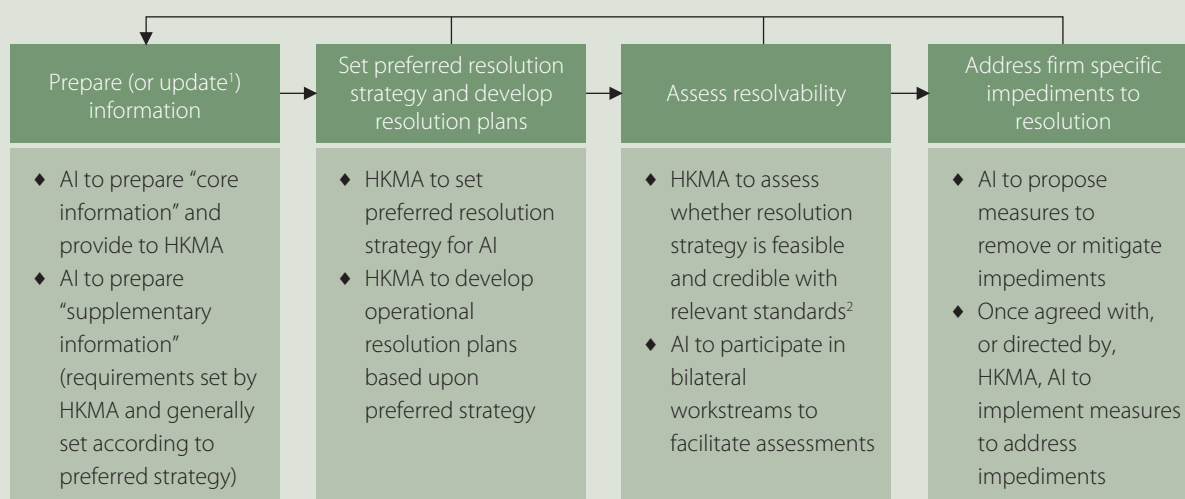 Prepare (or update¹)
information
Set preferred resolution
strategy and develop
resolution plans
Assess resolvability
Address firm specific
impediments to
resolution
♦ AI to prepare “core
information” and
provide to HKMA
♦ AI to prepare
“supplementary
information”
(requirements set by
HKMA and generally
set according to
preferred strategy)
♦ HKMA to set
preferred resolution
strategy for AI
♦ HKMA to develop
operational
resolution plans
based upon
preferred strategy
♦ HKMA to assess
whether resolution
strategy is feasible
and credible with
relevant standards²
♦ AI to participate in
bilateral
workstreams to
facilitate assessments
♦ AI to propose
measures to
remove or mitigate
impediments
♦ Once agreed with,
or directed by,
HKMA, AI to
implement measures
to address
impediments